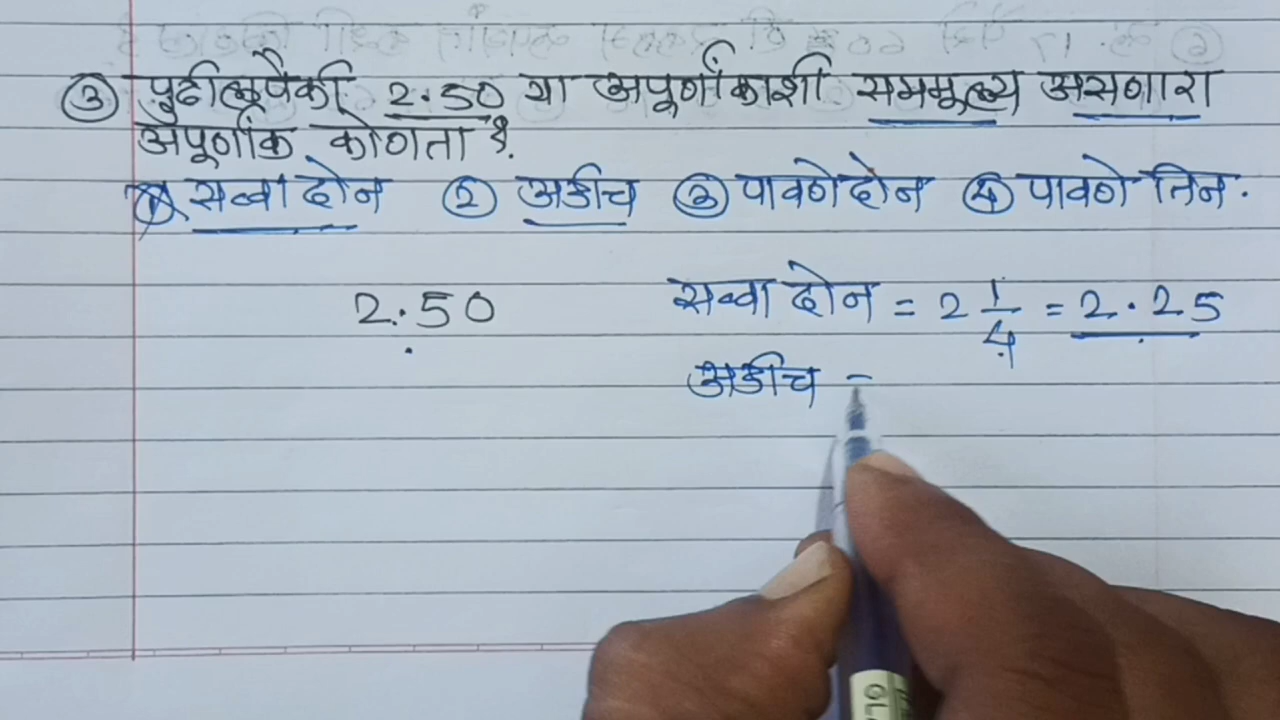 ③ पुढीलपैकी 2.50 या अपूर्णांकाशी सममूल्य असणारा
अपूर्णांक कोणता ?
① सव्वा दोन ② अडीच ③ पावणेदोन ④ पावणे तिन.
2.50
सव्वा दोन = 2 1/4 = 2.25
अडीच =